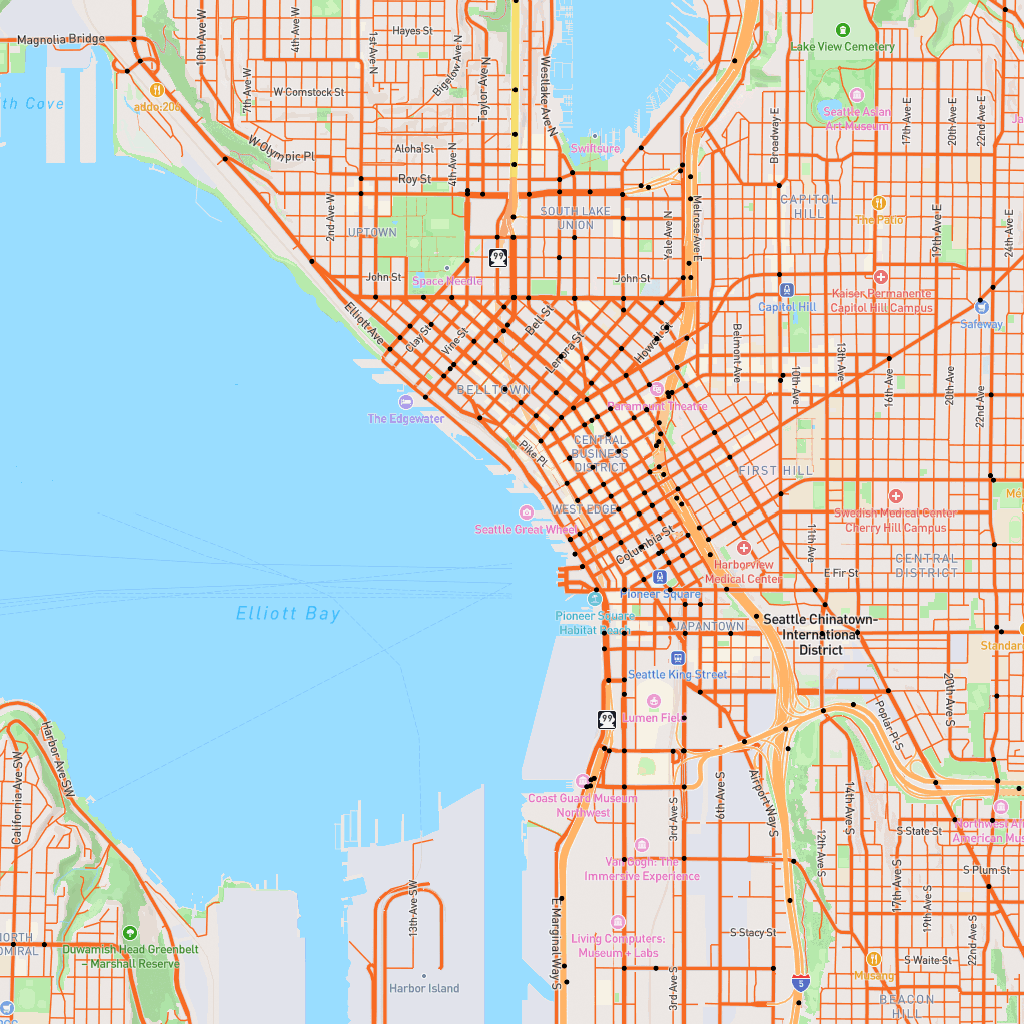 Magnolia Bridge
10th Ave W
4th Ave W
1st Ave N
Hayes St
Bigelow Ave N
Taylor Ave N
Westlake Ave N
Lake View Cemetery
7th Ave W
W Comstock St
addo:206
th Cove
Seattle Asian
Art Museum
Broadway E
17th Ave E
20th Ave E
22nd Ave E
W Olympic Pl
Aloha St
4th Ave N
Swiftsure
Roy St
2nd Ave W
UPTOWN
SOUTH LAKE
UNION
Yale Ave N
Melrose Ave E
CAPITOL
HILL
The Patio
19th Ave E
24th Ave E
99
John St
Space Needle
John St
Capitol Hill
Kaiser Permanente
Capitol Hill Campus
Safeway
Elliott Ave
Clay St
Vine St
Bell St
Lenora St
Howell St
Belmont Ave
13th Ave
10th Ave
16th Ave
20th Ave
22nd Ave
BELLTOWN
The Edgewater
Paramount Theatre
CENTRAL
BUSINESS
DISTRICT
Pike Pl
FIRST HILL
WEST EDGE
Seattle Great Wheel
Columbia St
Swedish Medical Center
Cherry Hill Campus
11th Ave
Harborview
Medical Center
E Fir St
CENTRAL
DISTRICT
Elliott Bay
Pioneer Square
Pioneer Square
Habitat Beach
JAPANTOWN
Seattle Chinatown-
International
District
Standar
Seattle King Street
20th Ave S
Lumen Field
99
Poplar Pl S
Harbor Ave SW
California Ave SW
Coast Guard Museum
Northwest
3rd Ave S
6th Ave S
Airport Way S
14th Ave S
12th Ave S
S State St
American Mus
Van Gogh: The
Immersive Experience
S Plum St
17th Ave S
19th Ave S
22nd Ave S
13th Ave SW
E Marginal Way S
Living Computers:
Museum + Labs
S Stacy St
S Waite St
Musang
Duwamish Head Greenbelt
- Marshall Reserve
NORTH
ADMIRAL
Harbor Island
3rd Ave S
5
BEACON
HILL